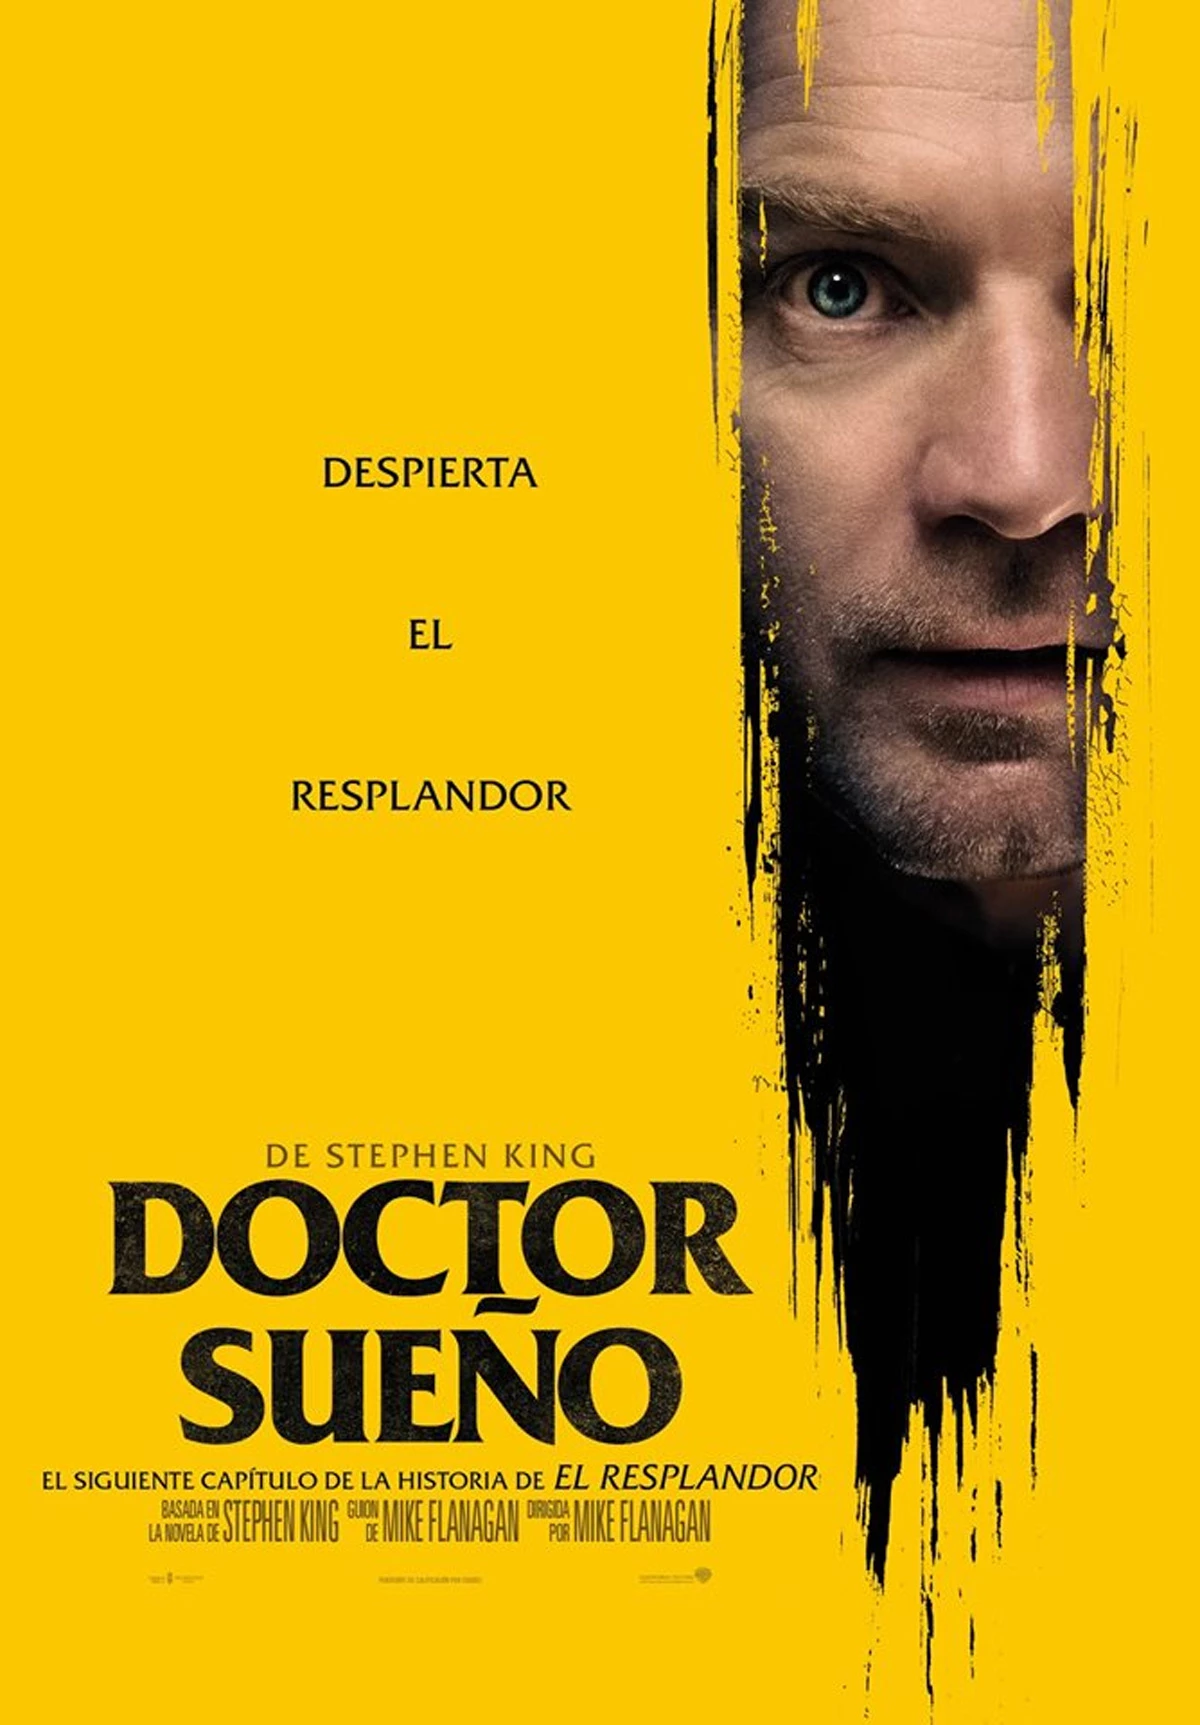 DESPIERTA
EL
RESPLANDOR
DE STEPHEN KING
DOCTOR
SUEÑO
EL SIGUIENTE CAPÍTULO DE LA HISTORIA DE EL RESPLANDOR
BASADA EN LA NOVELA DE STEPHEN KING GUION DE MIKE FLANAGAN DIRIGIDA POR MIKE FLANAGAN